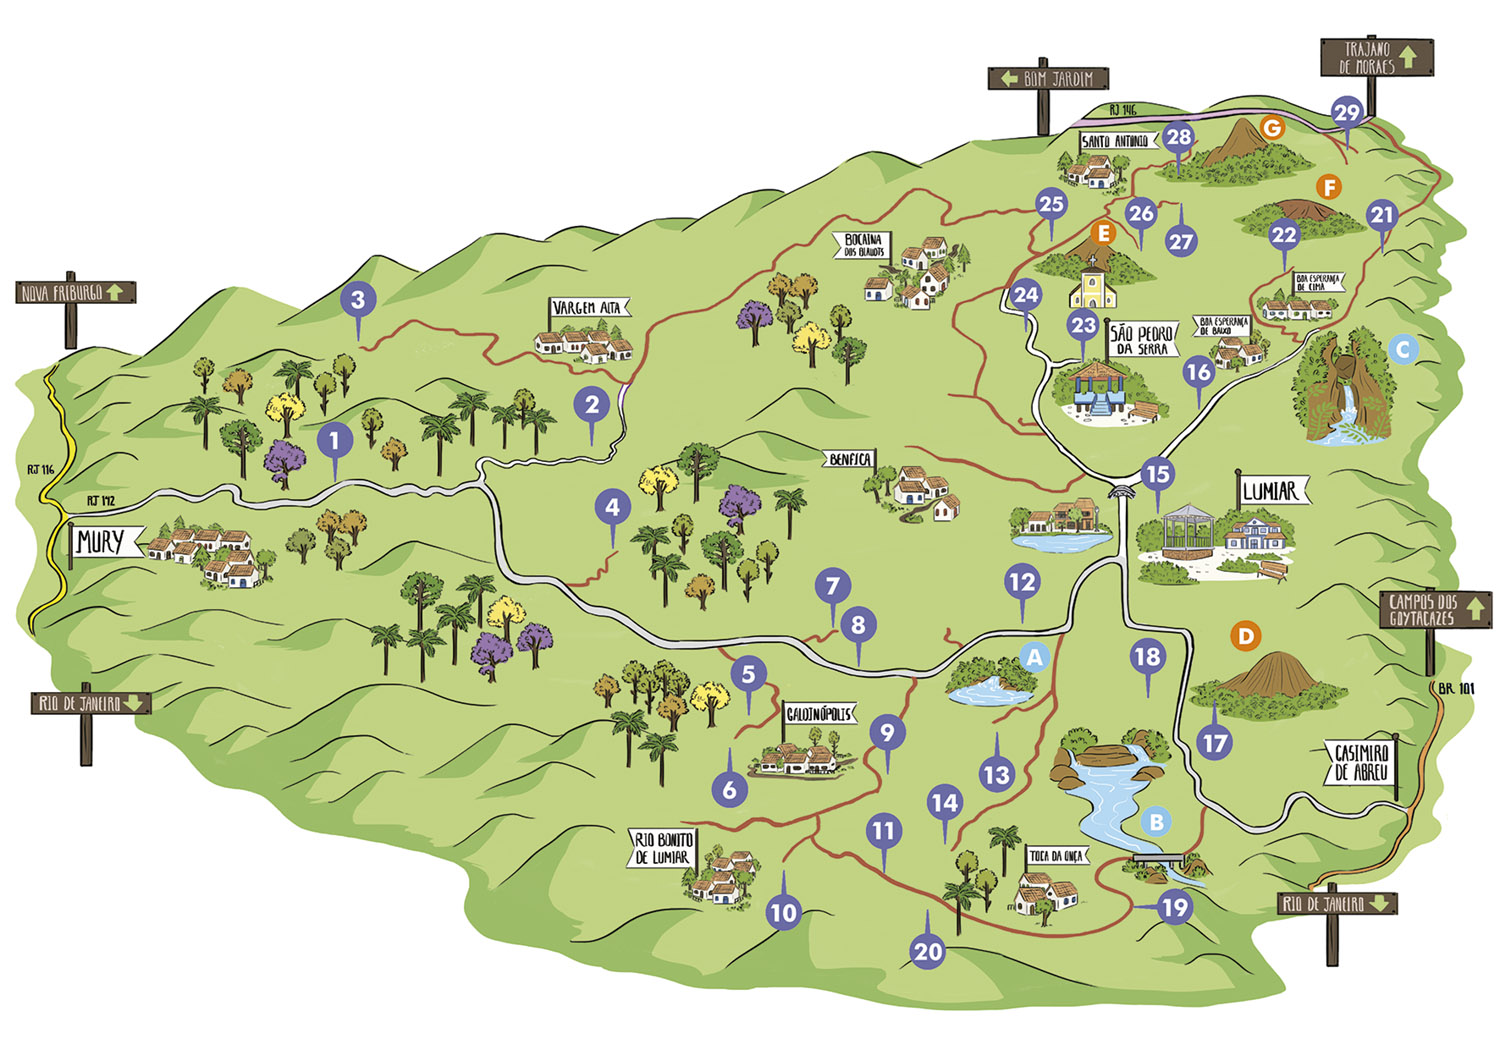 TRAJANO
DE MORAES
BOM JARDIM
RJ 146
29
G
28
SANTO ANTONIO
F
25
26
21
E
27
22
BOCAINA
DOS BLAUDTS
BOA ESPERANÇA
DE CIMA
NOVA FRIBURGO
3
VARGEM ALTA
24
23
SÃO PEDRO
DA SERRA
BOA ESPERANÇA
DE BAIXO
C
16
2
1
BENFICA
RJ 116
RJ 142
15
LUMIAR
4
MURY
12
7
8
CAMPOS DOS
GOYTACAZES
D
A
18
5
BR 101
RIO DE JANEIRO
GALDINÓPOLIS
9
17
CASIMIRO
DE ABREU
6
13
14
B
11
RIO BONITO
DE LUMIAR
TOCA DA ONÇA
10
19
RIO DE JANEIRO
20